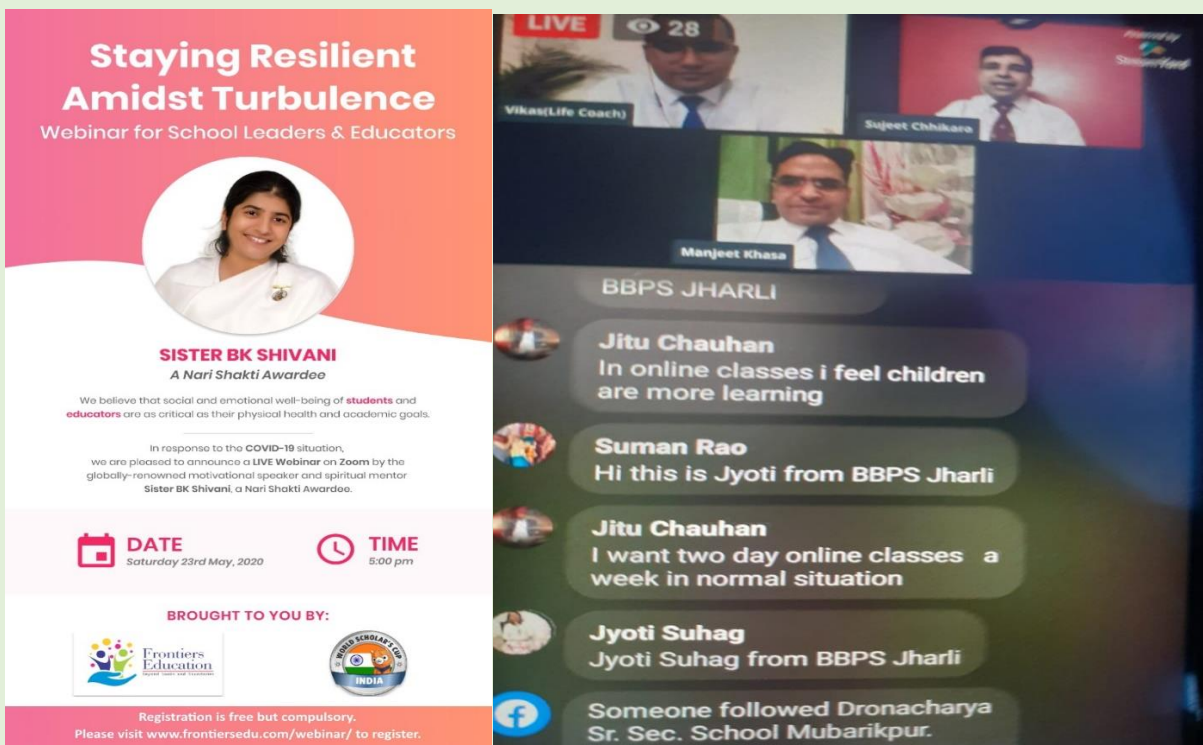 Staying Resilient
Amidst Turbulence
Webinar for School Leaders & Educators
SISTER BK SHIVANI
A Nari Shakti Awardee
We believe that social and emotional well-being of students and
educators are as critical as their physical health and academic goals.
In response to the COVID-19 situation,
we are pleased to announce a LIVE Webinar on Zoom by the
globally-renowned motivational speaker and spiritual mentor
Sister BK Shivani, a Nari Shakti Awardee.
DATE
Saturday 23rd May, 2020
TIME
5:00 pm
BROUGHT TO YOU BY:
Frontiers
Education
WORLD SCHOLAR'S CUP
INDIA
Registration is free but compulsory.
Please visit www.frontiersedu.com/webinar/ to register.
LIVE
28
Powered by
StreamYard
Vikas(Life Coach)
Sujeet Chhikara
Manjeet Khasa
BBPS JHARLI
Jitu Chauhan
In online classes i feel children
are more learning
Suman Rao
Hi this is Jyoti from BBPS Jharli
Jitu Chauhan
I want two day online classes a
week in normal situation
Jyoti Suhag
Jyoti Suhag from BBPS Jharli
Someone followed Dronacharya
Sr. Sec. School Mubarikpur.